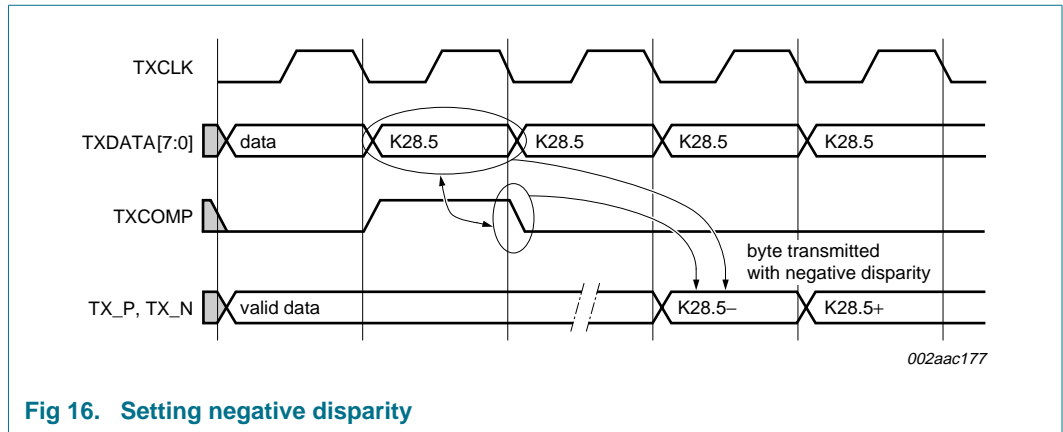 TXCLK
TXDATA[7:0]
data
K28.5
K28.5
K28.5
K28.5
TXCOMP
byte transmitted
with negative disparity
TX_P, TX_N
valid data
K28.5−
K28.5+
002aac177
Fig 16. Setting negative disparity